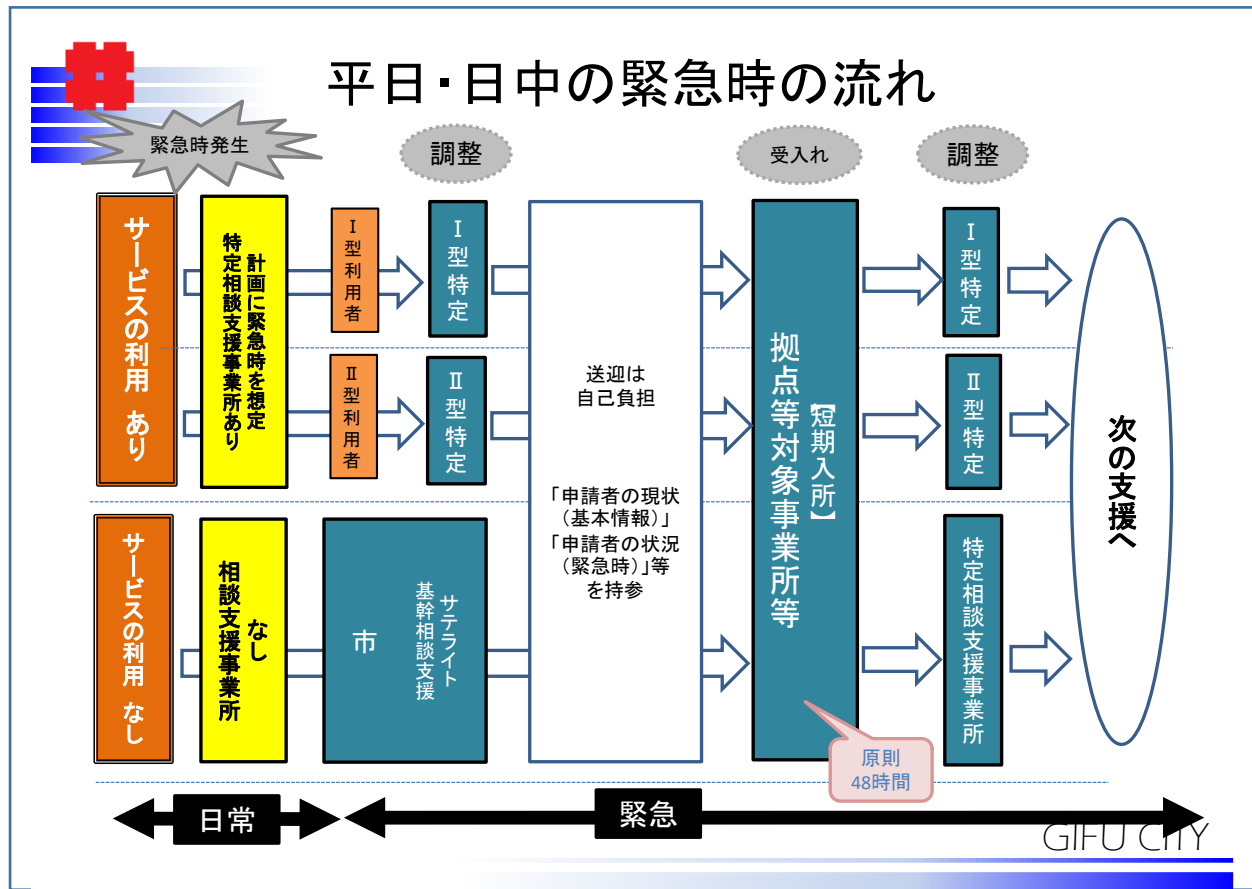 平日・日中の緊急時の流れ
緊急時発生
調整
受入れ
調整
サービスの利用 あり
計画に緊急時を想定
特定相談支援事業所あり
Ⅰ型利用者
Ⅰ型特定
Ⅱ型利用者
Ⅱ型特定
サービスの利用 なし
なし
相談支援事業所
サテライト
基幹相談支援
市
送迎は
自己負担
「申請者の現状
(基本情報)」
「申請者の状況
(緊急時)」等
を持参
【短期入所】
拠点等対象事業所等
原則
48時間
Ⅰ型特定
Ⅱ型特定
特定相談支援事業所
次の支援へ
日常
緊急
GIFU CITY